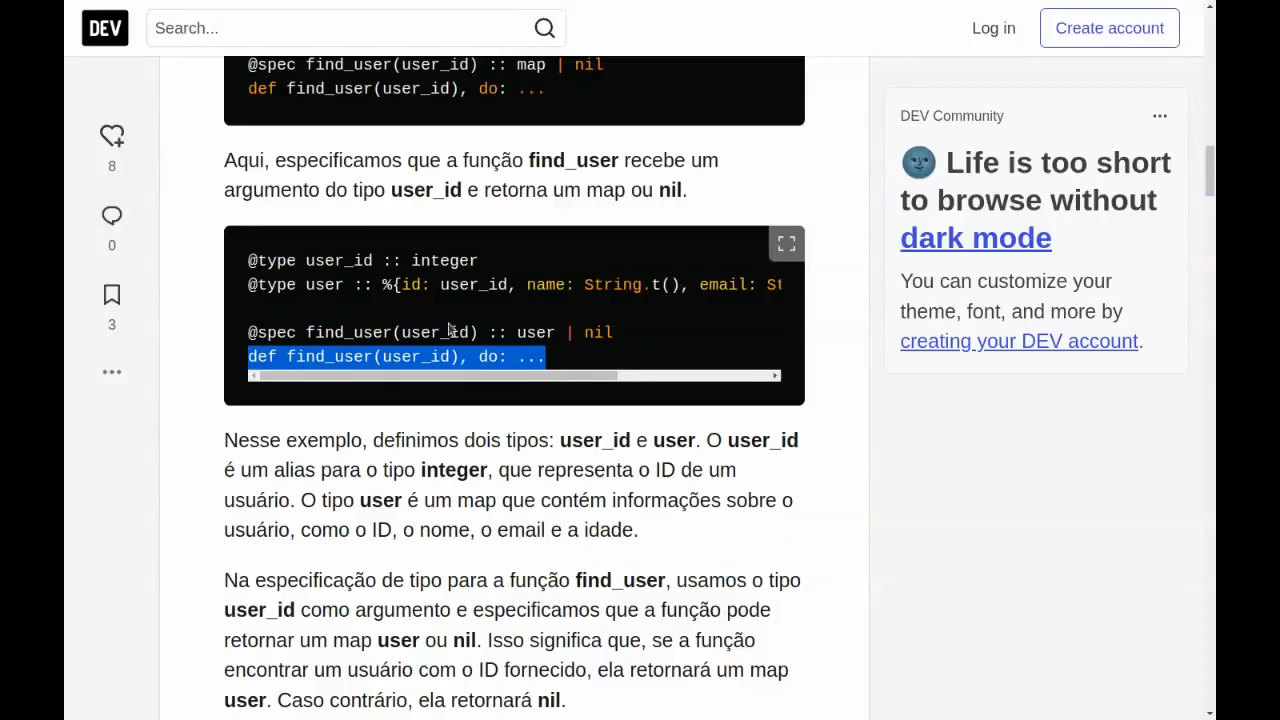 DEV
Search...
Log in
Create account
@spec find_user(user_id) :: map | nil
def find_user(user_id), do: ...
Aqui, especificamos que a função find_user recebe um
argumento do tipo user_id e retorna um map ou nil.
@type user_id :: integer
@type user :: %{id: user_id, name: String.t(), email: St
@spec find_user(user_id) :: user | nil
def find_user(user_id), do: ...
Nesse exemplo, definimos dois tipos: user_id e user. O user_id
é um alias para o tipo integer, que representa o ID de um
usuário. O tipo user é um map que contém informações sobre o
usuário, como o ID, o nome, o email e a idade.
Na especificação de tipo para a função find_user, usamos o tipo
user_id como argumento e especificamos que a função pode
retornar um map user ou nil. Isso significa que, se a função
encontrar um usuário com o ID fornecido, ela retornará um map
user. Caso contrário, ela retornará nil.
8
0
3
DEV Community
Life is too short
to browse without
dark mode
You can customize your
theme, font, and more by
creating your DEV account.